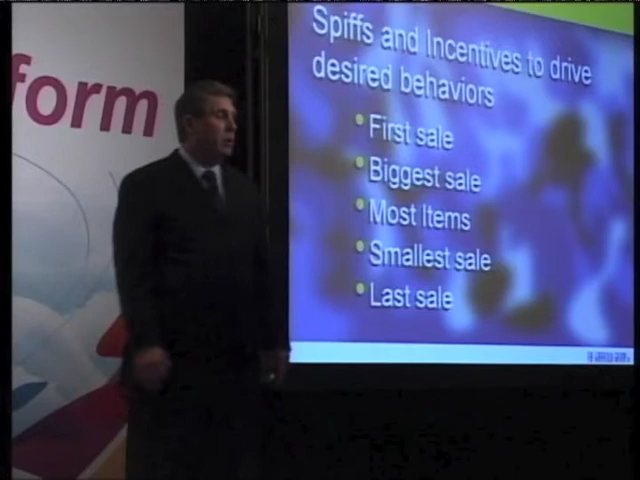 form
Spiffs and Incentives to drive
desired behaviors
• First sale
• Biggest sale
• Most Items
• Smallest sale
• Last sale